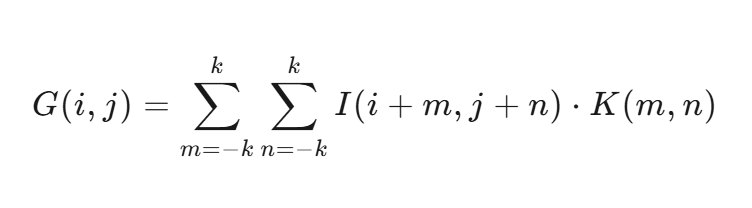 G(i, j) = \sum_{m=-k}^{k} \sum_{n=-k}^{k} I(i + m, j + n) \cdot K(m, n)